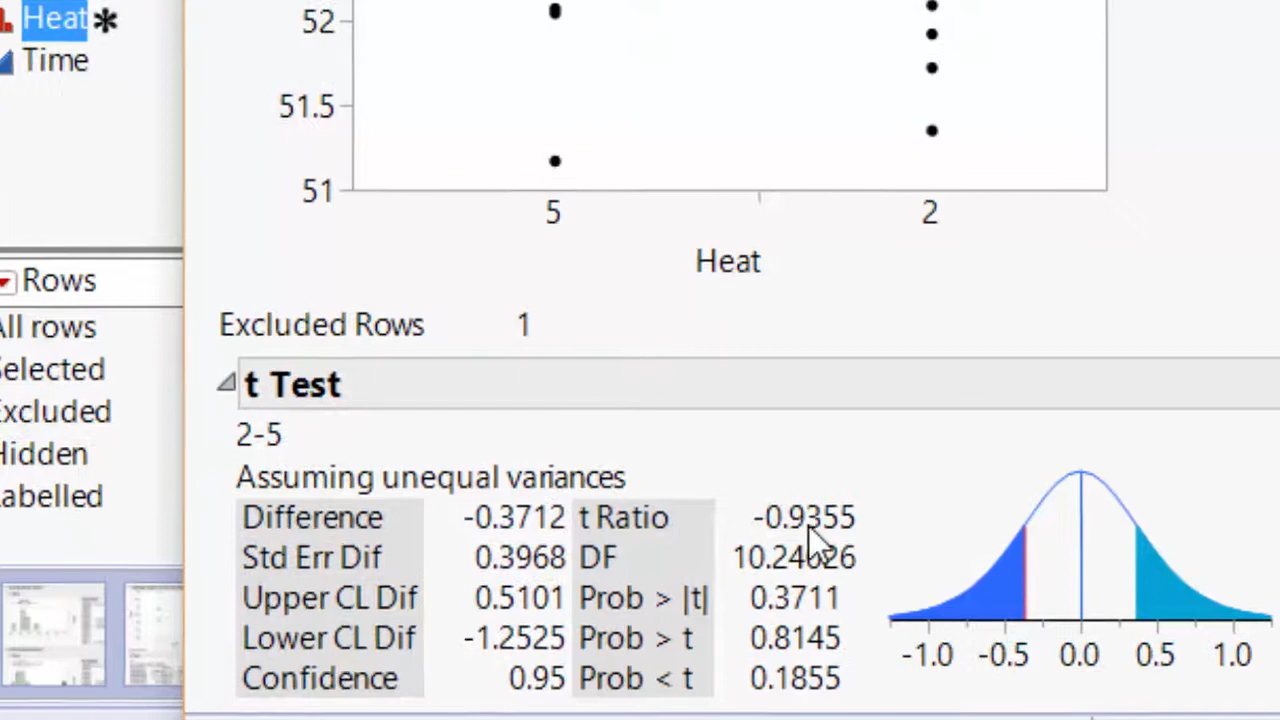 Heat*
Time
52
51.5
51
5 2
Heat
Rows
All rows
Selected
Excluded
Hidden
Labelled
Excluded Rows 1
t Test
2-5
Assuming unequal variances
Difference -0.3712 t Ratio -0.9355
Std Err Dif 0.3968 DF
Upper CL Dif 0.5101 Prob > |t| 0.3711
Lower CL Dif -1.2525 Prob > t 0.8145
Confidence 0.95 Prob < t 0.1855
-1.0 -0.5 0.0 0.5 1.0